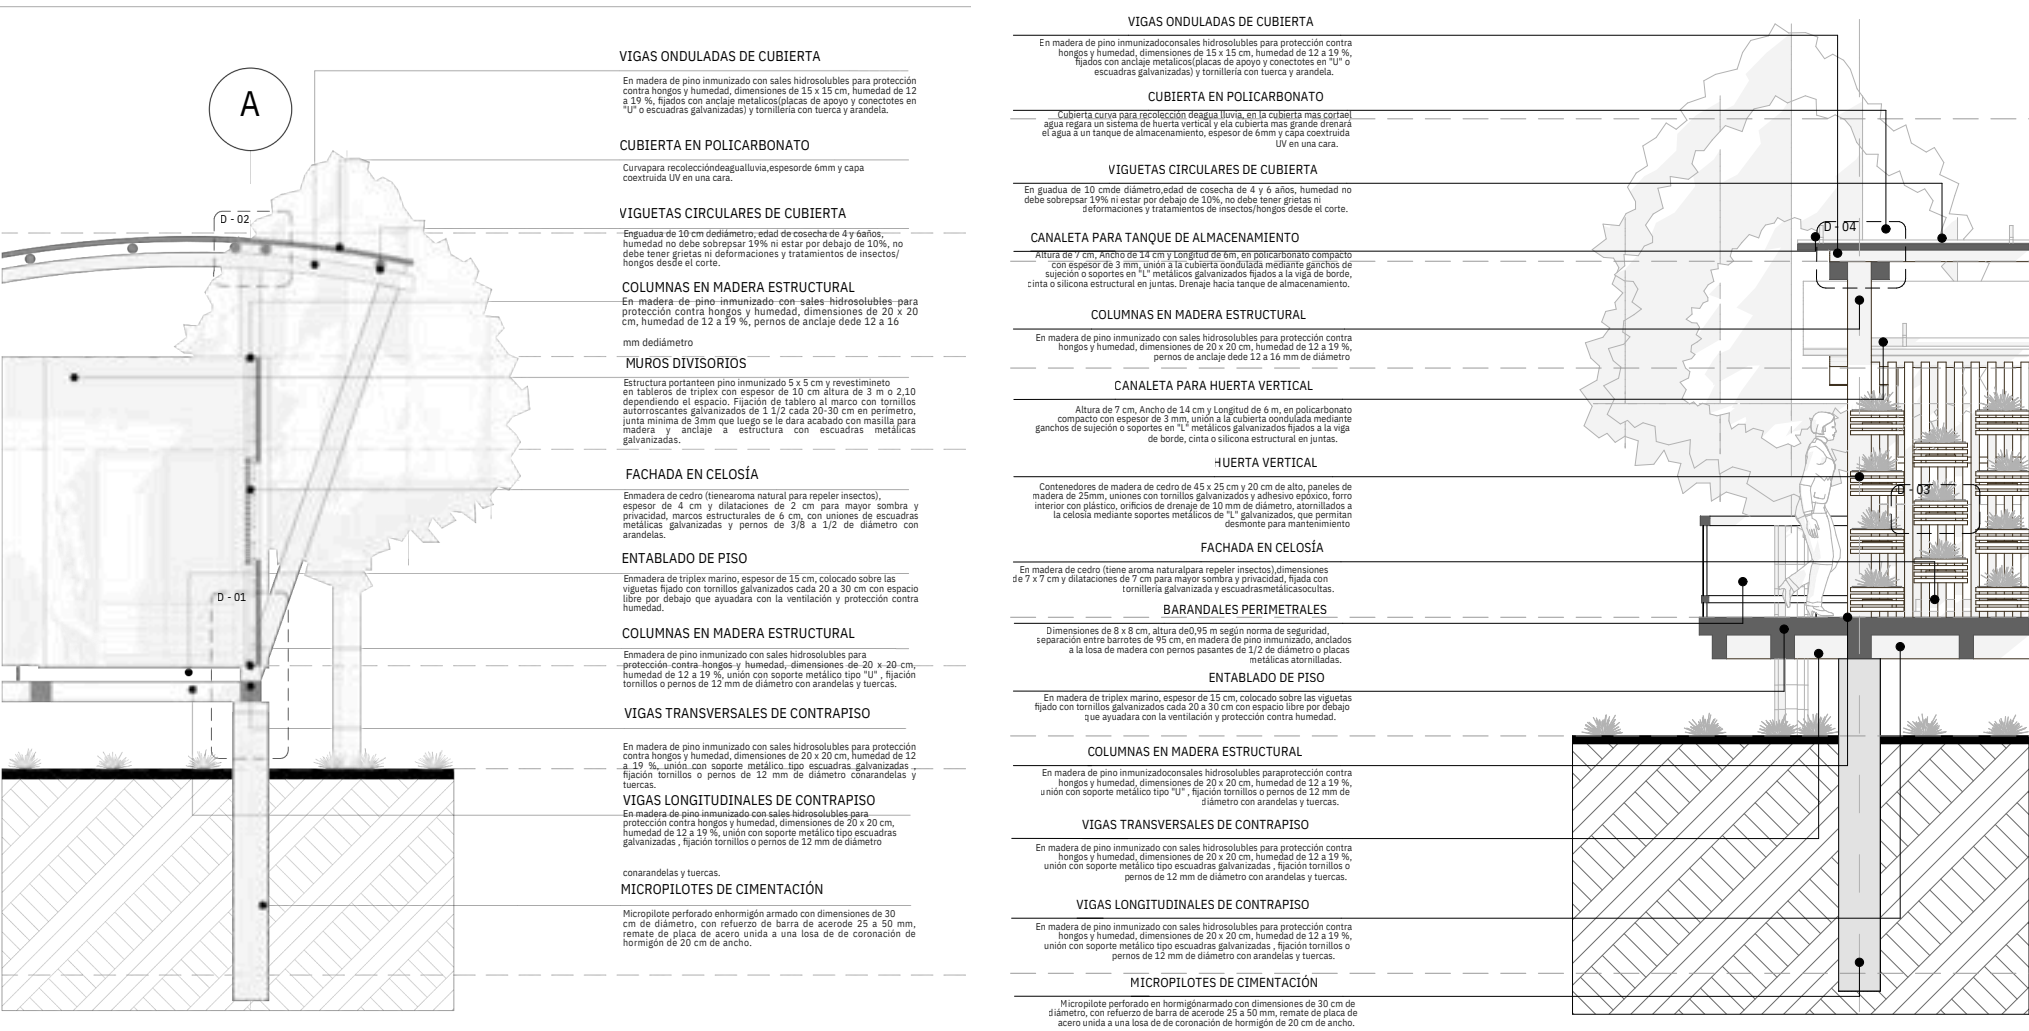 A
D - 02
D - 01
VIGAS ONDULADAS DE CUBIERTA
En madera de pino inmunizado con sales hidrosolubles para protección
contra hongos y humedad, dimensiones de 15 x 15 cm, humedad de 12
a 19 %, fijados con anclaje metalicos(placas de apoyo y conectotes en
"U" o escuadras galvanizadas) y tornillería con tuerca y arandela.
CUBIERTA EN POLICARBONATO
Curvapara recoleccióndeagualluvia,espesorde 6mm y capa
coextruida UV en una cara.
VIGUETAS CIRCULARES DE CUBIERTA
Enguadua de 10 cm dediámetro, edad de cosecha de 4 y 6años,
humedad no debe sobrepsar 19% ni estar por debajo de 10%, no
debe tener grietas ni deformaciones y tratamientos de insectos/
hongos desde el corte.
COLUMNAS EN MADERA ESTRUCTURAL
En madera de pino inmunizado con sales hidrosolubles para
protección contra hongos y humedad, dimensiones de 20 x 20
cm, humedad de 12 a 19 %, pernos de anclaje dede 12 a 16
mm dediámetro
MUROS DIVISORIOS
Estructura portanteen pino inmunizado 5 x 5 cm y revestimineto
en tableros de triplex con espesor de 10 cm altura de 3 m o 2,10
dependiendo el espacio. Fijación de tablero al marco con tornillos
autorroscantes galvanizados de 1 1/2 cada 20-30 cm en perímetro,
junta minima de 3mm que luego se le dara acabado con masilla para
madera y anclaje a estructura con escuadras metálicas
galvanizadas.
FACHADA EN CELOSÍA
Enmadera de cedro (tienearoma natural para repeler insectos),
espesor de 4 cm y dilataciones de 2 cm para mayor sombra y
privacidad, marcos estructurales de 6 cm, con uniones de escuadras
metálicas galvanizadas y pernos de 3/8 a 1/2 de diámetro con
arandelas.
ENTABLADO DE PISO
Enmadera de triplex marino, espesor de 15 cm, colocado sobre las
viguetas fijado con tornillos galvanizados cada 20 a 30 cm con espacio
libre por debajo que ayuadara con la ventilación y protección contra
humedad.
COLUMNAS EN MADERA ESTRUCTURAL
Enmadera de pino inmunizado con sales hidrosolubles para
protección contra hongos y humedad, dimensiones de 20 x 20 cm,
humedad de 12 a 19 %, unión con soporte metálico tipo "U" , fijación
tornillos o pernos de 12 mm de diámetro con arandelas y tuercas.
VIGAS TRANSVERSALES DE CONTRAPISO
En madera de pino inmunizado con sales hidrosolubles para protección
contra hongos y humedad, dimensiones de 20 x 20 cm, humedad de 12
a 19 %, unión con soporte metálico tipo escuadras galvanizadas ,
fijación tornillos o pernos de 12 mm de diámetro conarandelas y
tuercas.
VIGAS LONGITUDINALES DE CONTRAPISO
En madera de pino inmunizado con sales hidrosolubles para
protección contra hongos y humedad, dimensiones de 20 x 20 cm,
humedad de 12 a 19 %, unión con soporte metálico tipo escuadras
galvanizadas , fijación tornillos o pernos de 12 mm de diámetro
conarandelas y tuercas.
MICROPILOTES DE CIMENTACIÓN
Micropilote perforado enhormigón armado con dimensiones de 30
cm de diámetro, con refuerzo de barra de acerode 25 a 50 mm,
remate de placa de acero unida a una losa de de coronación de
hormigón de 20 cm de ancho.
VIGAS ONDULADAS DE CUBIERTA
En madera de pino inmunizadoconsales hidrosolubles para protección contra
hongos y humedad, dimensiones de 15 x 15 cm, humedad de 12 a 19 %,
fijados con anclaje metalicos(placas de apoyo y conectotes en "U" o
escuadras galvanizadas) y tornillería con tuerca y arandela.
CUBIERTA EN POLICARBONATO
Cubierta curva para recolección deagua lluvia, en la cubierta mas cortael
agua regara un sistema de huerta vertical y ela cubierta mas grande drenará
el agua a un tanque de almacenamiento, espesor de 6mm y capa coextruida
UV en una cara.
VIGUETAS CIRCULARES DE CUBIERTA
En guadua de 10 cmde diámetro,edad de cosecha de 4 y 6 años, humedad no
debe sobrepsar 19% ni estar por debajo de 10%, no debe tener grietas ni
deformaciones y tratamientos de insectos/hongos desde el corte.
CANALETA PARA TANQUE DE ALMACENAMIENTO
Altura de 7 cm, Ancho de 14 cm y Longitud de 6m, en policarbonato compacto
con espesor de 3 mm, unión a la cubierta oondulada mediante ganchos de
sujeción o soportes en "L" metálicos galvanizados fijados a la viga de borde,
cinta o silicona estructural en juntas. Drenaje hacia tanque de almacenamiento.
COLUMNAS EN MADERA ESTRUCTURAL
En madera de pino inmunizado con sales hidrosolubles para protección contra
hongos y humedad, dimensiones de 20 x 20 cm, humedad de 12 a 19 %,
pernos de anclaje dede 12 a 16 mm de diámetro
CANALETA PARA HUERTA VERTICAL
Altura de 7 cm, Ancho de 14 cm y Longitud de 6 m, en policarbonato
compacto con espesor de 3 mm, unión a la cubierta oondulada mediante
ganchos de sujeción o soportes en "L" metálicos galvanizados fijados a la viga
de borde, cinta o silicona estructural en juntas.
HUERTA VERTICAL
Contenedores de madera de cedro de 45 x 25 cm y 20 cm de alto, paneles de
madera de 25mm, uniones con tornillos galvanizados y adhesivo epóxico, forro
interior con plástico, orificios de drenaje de 10 mm de diámetro, atornillados a
la celosía mediante soportes metálicos de "L" galvanizados, que permitan
desmonte para mantenimiento
FACHADA EN CELOSÍA
En madera de cedro (tiene aroma naturalpara repeler insectos),dimensiones
de 7 x 7 cm y dilataciones de 7 cm para mayor sombra y privacidad, fijada con
tornillería galvanizada y escuadrasmetálicasocultas.
BARANDALES PERIMETRALES
Dimensiones de 8 x 8 cm, altura de0,95 m según norma de seguridad,
separación entre barrotes de 95 cm, en madera de pino inmunizado, anclados
a la losa de madera con pernos pasantes de 1/2 de diámetro o placas
metálicas atornilladas.
ENTABLADO DE PISO
En madera de triplex marino, espesor de 15 cm, colocado sobre las viguetas
fijado con tornillos galvanizados cada 20 a 30 cm con espacio libre por debajo
que ayuadara con la ventilación y protección contra humedad.
COLUMNAS EN MADERA ESTRUCTURAL
En madera de pino inmunizadoconsales hidrosolubles paraprotección contra
hongos y humedad, dimensiones de 20 x 20 cm, humedad de 12 a 19 %,
unión con soporte metálico tipo "U" , fijación tornillos o pernos de 12 mm de
diámetro con arandelas y tuercas.
VIGAS TRANSVERSALES DE CONTRAPISO
En madera de pino inmunizado con sales hidrosolubles para protección contra
hongos y humedad, dimensiones de 20 x 20 cm, humedad de 12 a 19 %,
unión con soporte metálico tipo escuadras galvanizadas , fijación tornillos o
pernos de 12 mm de diámetro con arandelas y tuercas.
VIGAS LONGITUDINALES DE CONTRAPISO
En madera de pino inmunizado con sales hidrosolubles para protección contra
hongos y humedad, dimensiones de 20 x 20 cm, humedad de 12 a 19 %,
unión con soporte metálico tipo escuadras galvanizadas , fijación tornillos o
pernos de 12 mm de diámetro con arandelas y tuercas.
MICROPILOTES DE CIMENTACIÓN
Micropilote perforado en hormigónarmado con dimensiones de 30 cm de
diámetro, con refuerzo de barra de acerode 25 a 50 mm, remate de placa de
acero unida a una losa de de coronación de hormigón de 20 cm de ancho.
D - 04
D - 03